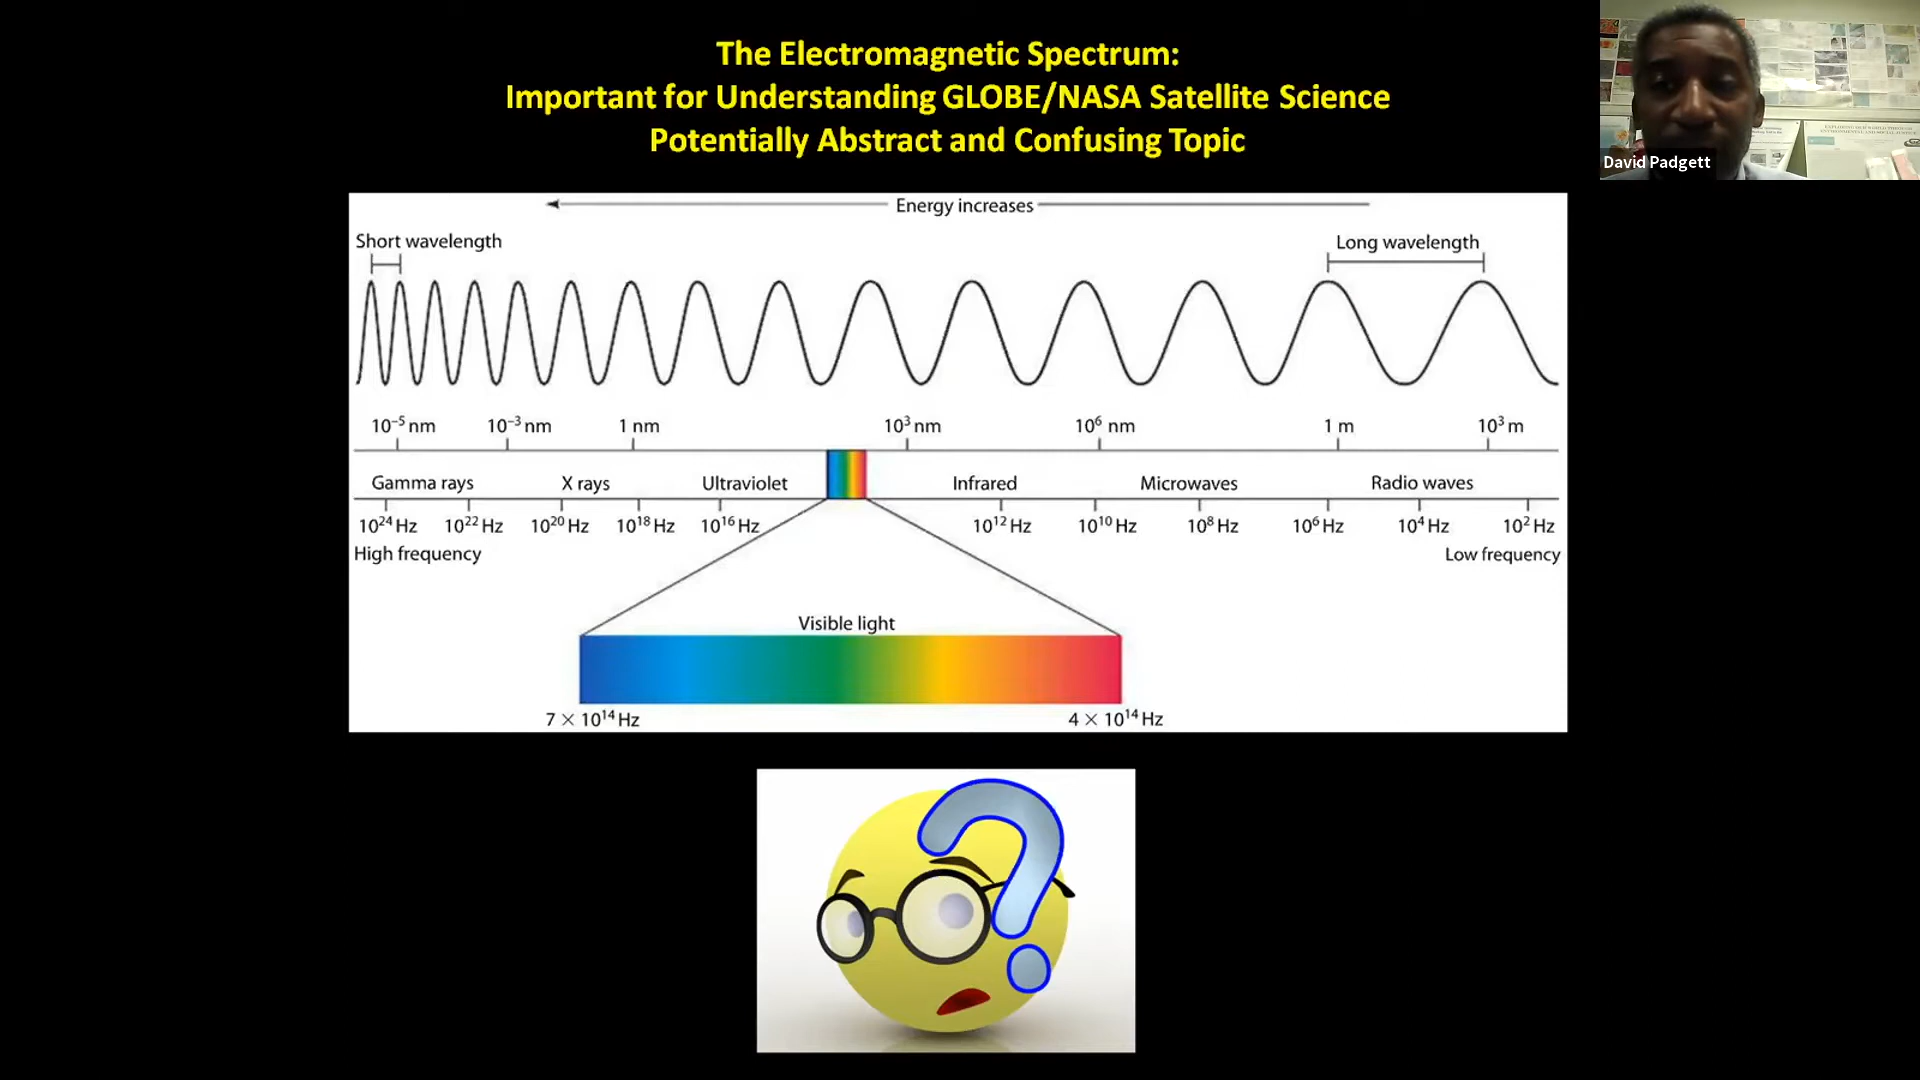 The Electromagnetic Spectrum:
Important for Understanding GLOBE/NASA Satellite Science
Potentially Abstract and Confusing Topic
David Padgett
Energy increases
Short wavelength
Long wavelength
10⁻⁵ nm 10⁻³ nm 1 nm 10³ nm 10⁶ nm 1 m 10³ m
Gamma rays X rays Ultraviolet Infrared Microwaves Radio waves
10²⁴ Hz 10²² Hz 10²⁰ Hz 10¹⁸ Hz 10¹⁶ Hz 10¹² Hz 10¹⁰ Hz 10⁸ Hz 10⁶ Hz 10⁴ Hz 10² Hz
High frequency Low frequency
Visible light
7 × 10¹⁴ Hz 4 × 10¹⁴ Hz
?